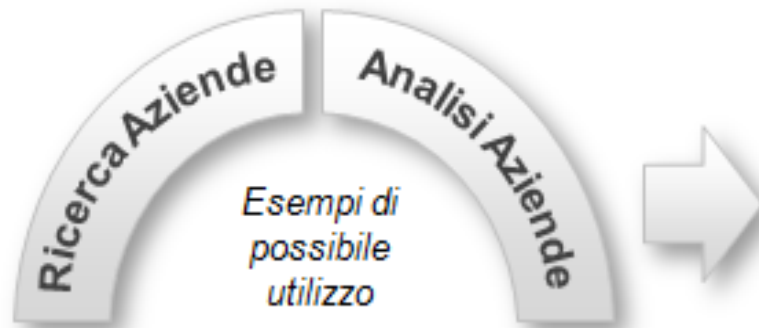 Ricerca Aziende
Analisi Aziende
Esempi di
possibile
utilizzo